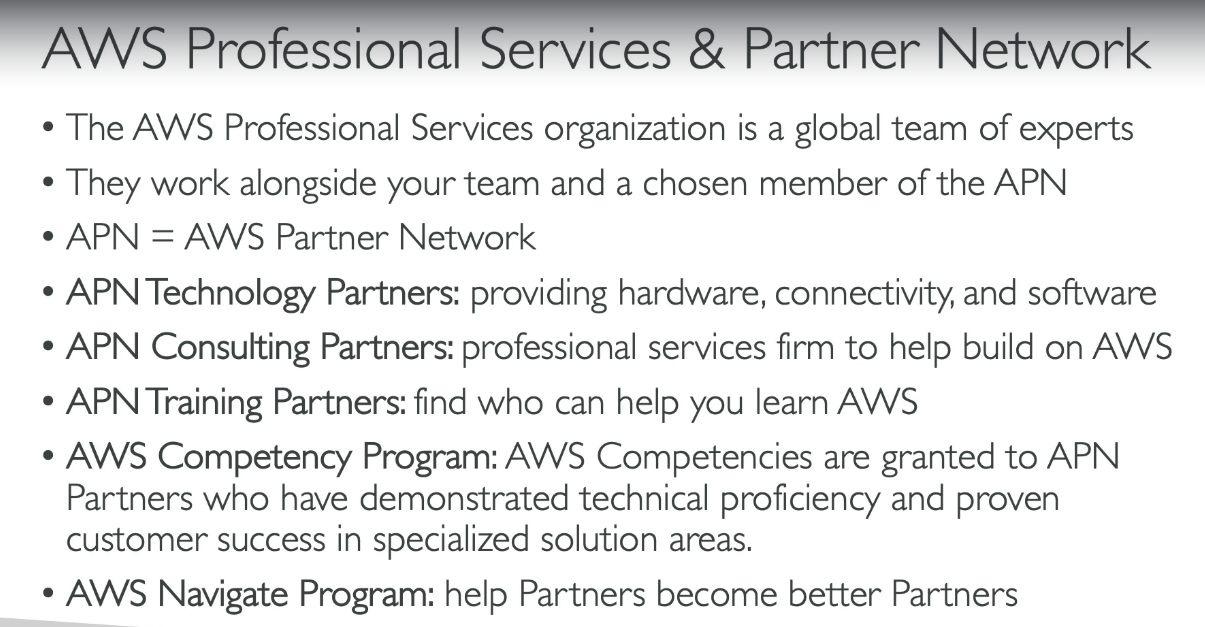 AWS Professional Services & Partner Network
• The AWS Professional Services organization is a global team of experts
• They work alongside your team and a chosen member of the APN
• APN = AWS Partner Network
• APN Technology Partners: providing hardware, connectivity, and software
• APN Consulting Partners: professional services firm to help build on AWS
• APN Training Partners: find who can help you learn AWS
• AWS Competency Program: AWS Competencies are granted to APN
Partners who have demonstrated technical proficiency and proven
customer success in specialized solution areas.
• AWS Navigate Program: help Partners become better Partners